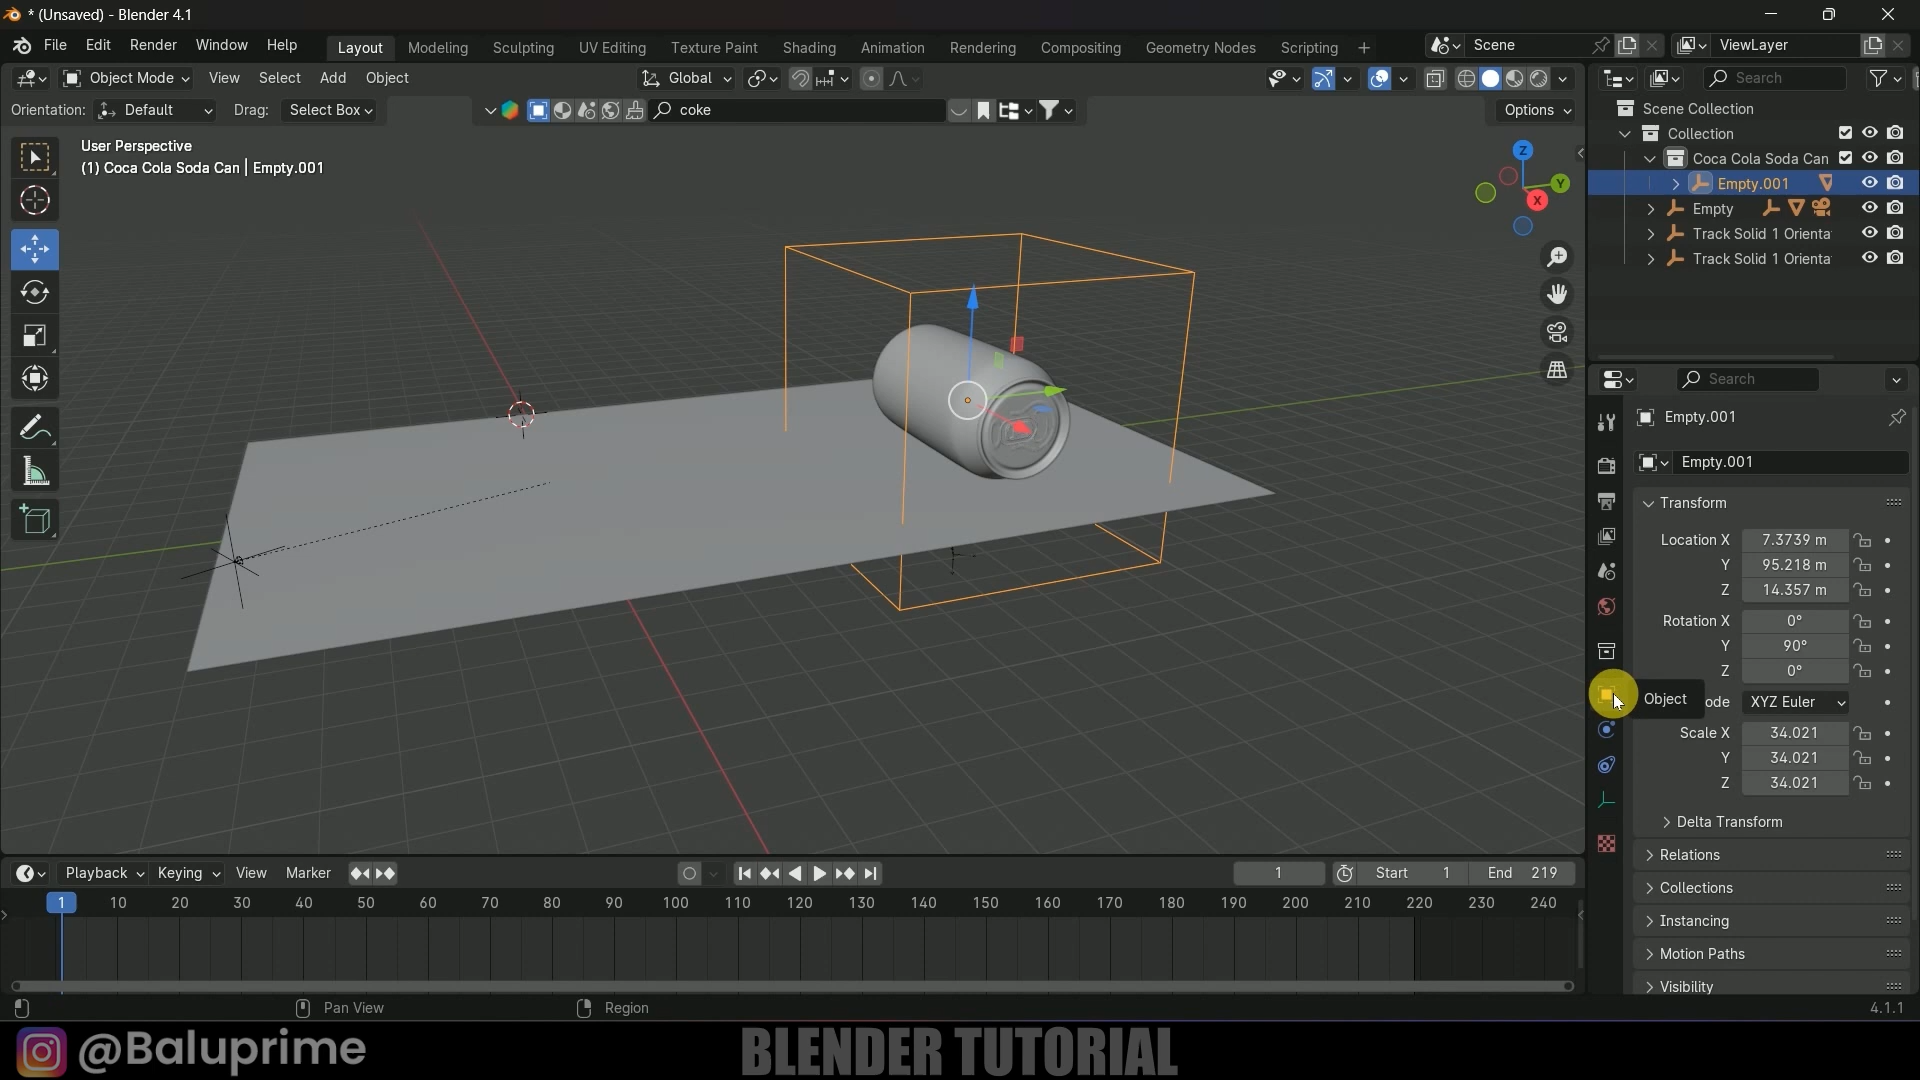 * (Unsaved) - Blender 4.1
File Edit Render Window Help Layout Modeling Sculpting UV Editing Texture Paint Shading Animation Rendering Compositing Geometry Nodes Scripting + Scene ViewLayer
Object Mode View Select Add Object Global Search
Orientation: Default Drag: Select Box coke Options
User Perspective
(1) Coca Cola Soda Can | Empty.001
Z
Y
X
Scene Collection
Collection
Coca Cola Soda Can
Empty.001
Empty
Track Solid 1 Orienta
Track Solid 1 Orienta
Search
Empty.001
Empty.001
Transform
Location X 7.3739 m
Y 95.218 m
Z 14.357 m
Rotation X 0°
Y 90°
Z 0°
Object
ode XYZ Euler
Scale X 34.021
Y 34.021
Z 34.021
Delta Transform
Relations
Collections
Instancing
Motion Paths
Visibility
Playback Keying View Marker 1 Start 1 End 219
1 10 20 30 40 50 60 70 80 90 100 110 120 130 140 150 160 170 180 190 200 210 220 230 240
Pan View Region 4.1.1
@Baluprime BLENDER TUTORIAL